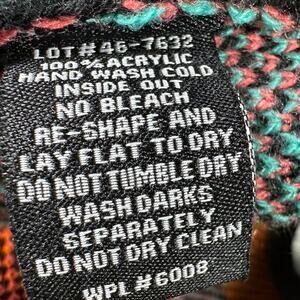 LOT # 46-7632
100% ACRYLIC
HAND WASH COLD
INSIDE OUT
NO BLEACH
RE-SHAPE AND
LAY FLAT TO DRY
DO NOT TUMBLE DRY
WASH DARKS
SEPARATELY
DO NOT DRY CLEAN
WPL # 6008